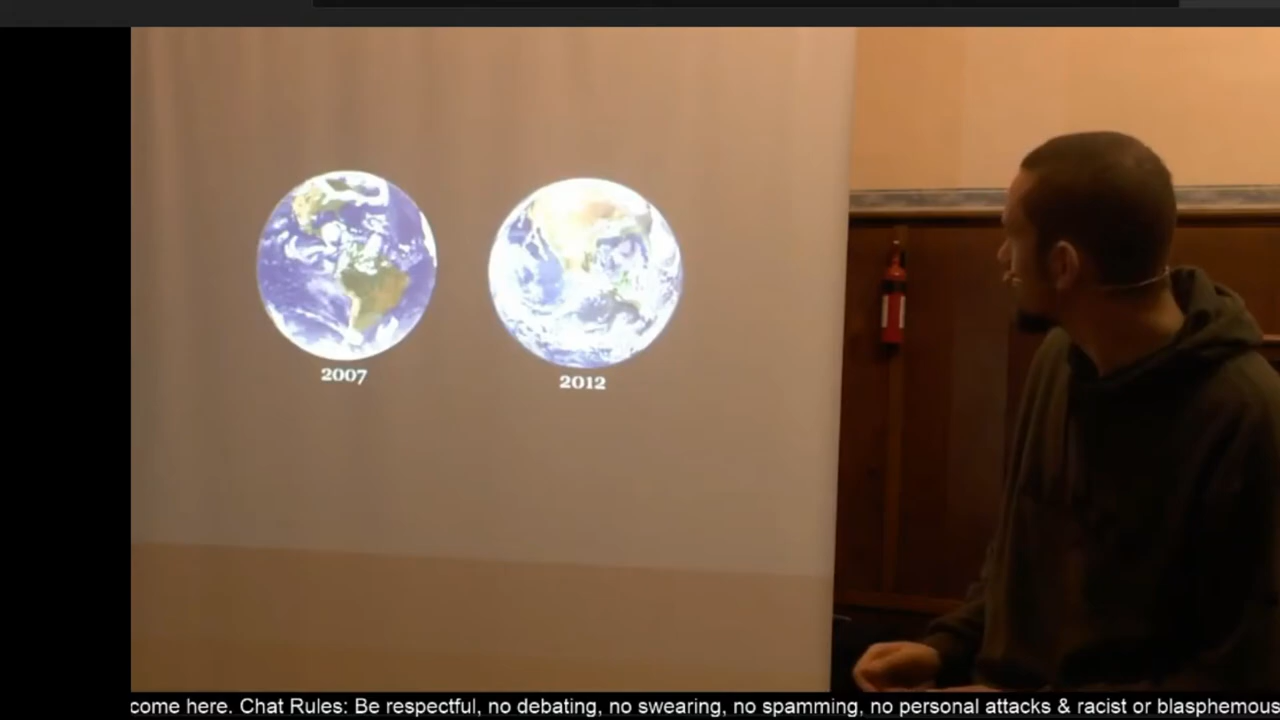 2007
2012
come here. Chat Rules: Be respectful, no debating, no swearing, no spamming, no personal attacks & racist or blasphemous